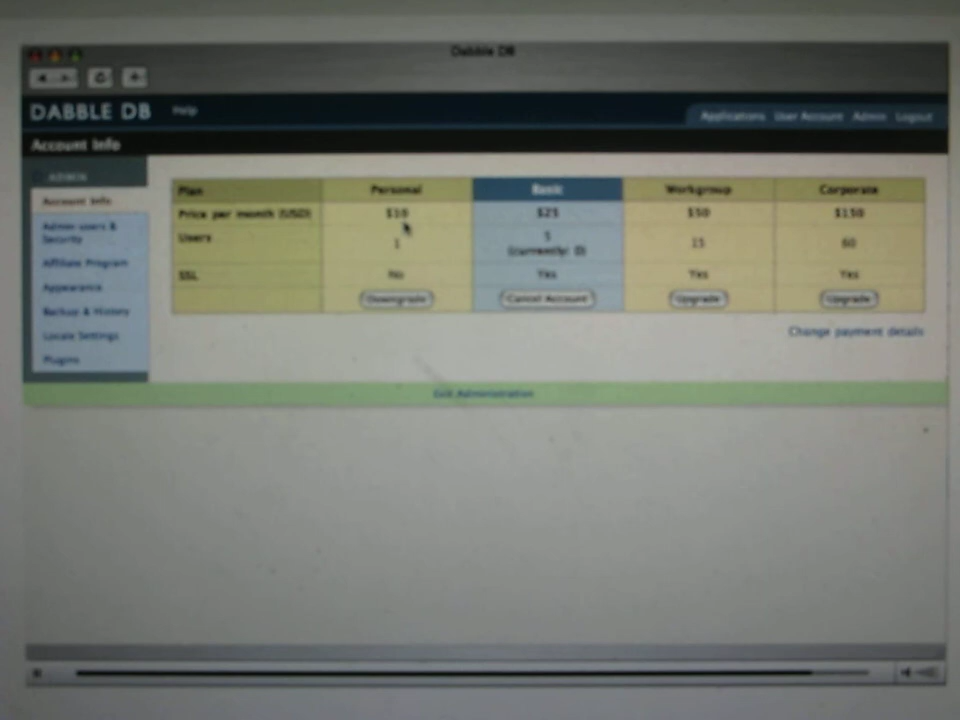 Dabble DB
DABBLE DB Help
Applications User Account Admin Logout
Account Info
ADMIN
Account Info
Admin users &
Security
Affiliate Program
Appearance
Backup & History
Locale Settings
Plugins
Plan Personal Basic Workgroup Corporate
Price per month (USD) $10 $25 $50 $150
Users 1 5 15 60
(currently: 0)
SSL No Yes Yes Yes
Downgrade Cancel Account Upgrade Upgrade
Change payment details
Exit Administration